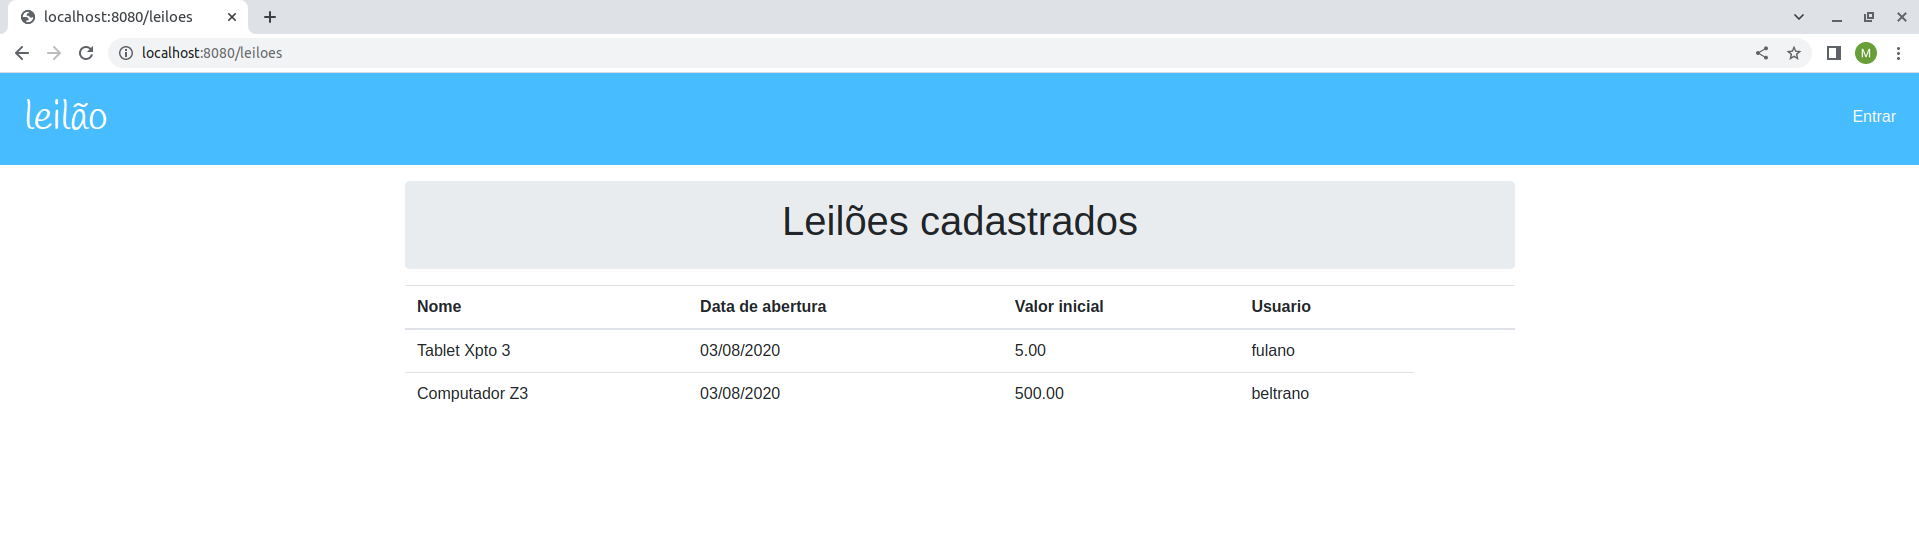 localhost:8080/leiloes
localhost:8080/leiloes
M
leilão
Entrar
Leilões cadastrados
Nome Data de abertura Valor inicial Usuario
Tablet Xpto 3 03/08/2020 5.00 fulano
Computador Z3 03/08/2020 500.00 beltrano